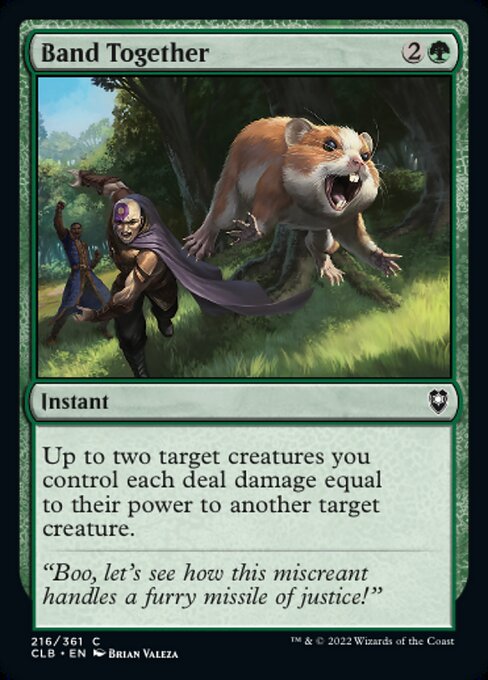 Band Together 2
Instant
Up to two target creatures you
control each deal damage equal
to their power to another target
creature.
“Boo, let’s see how this miscreant
handles a furry missile of justice!”
216/361 C
CLB • EN Brian Valeza
™ & © 2022 Wizards of the Coast